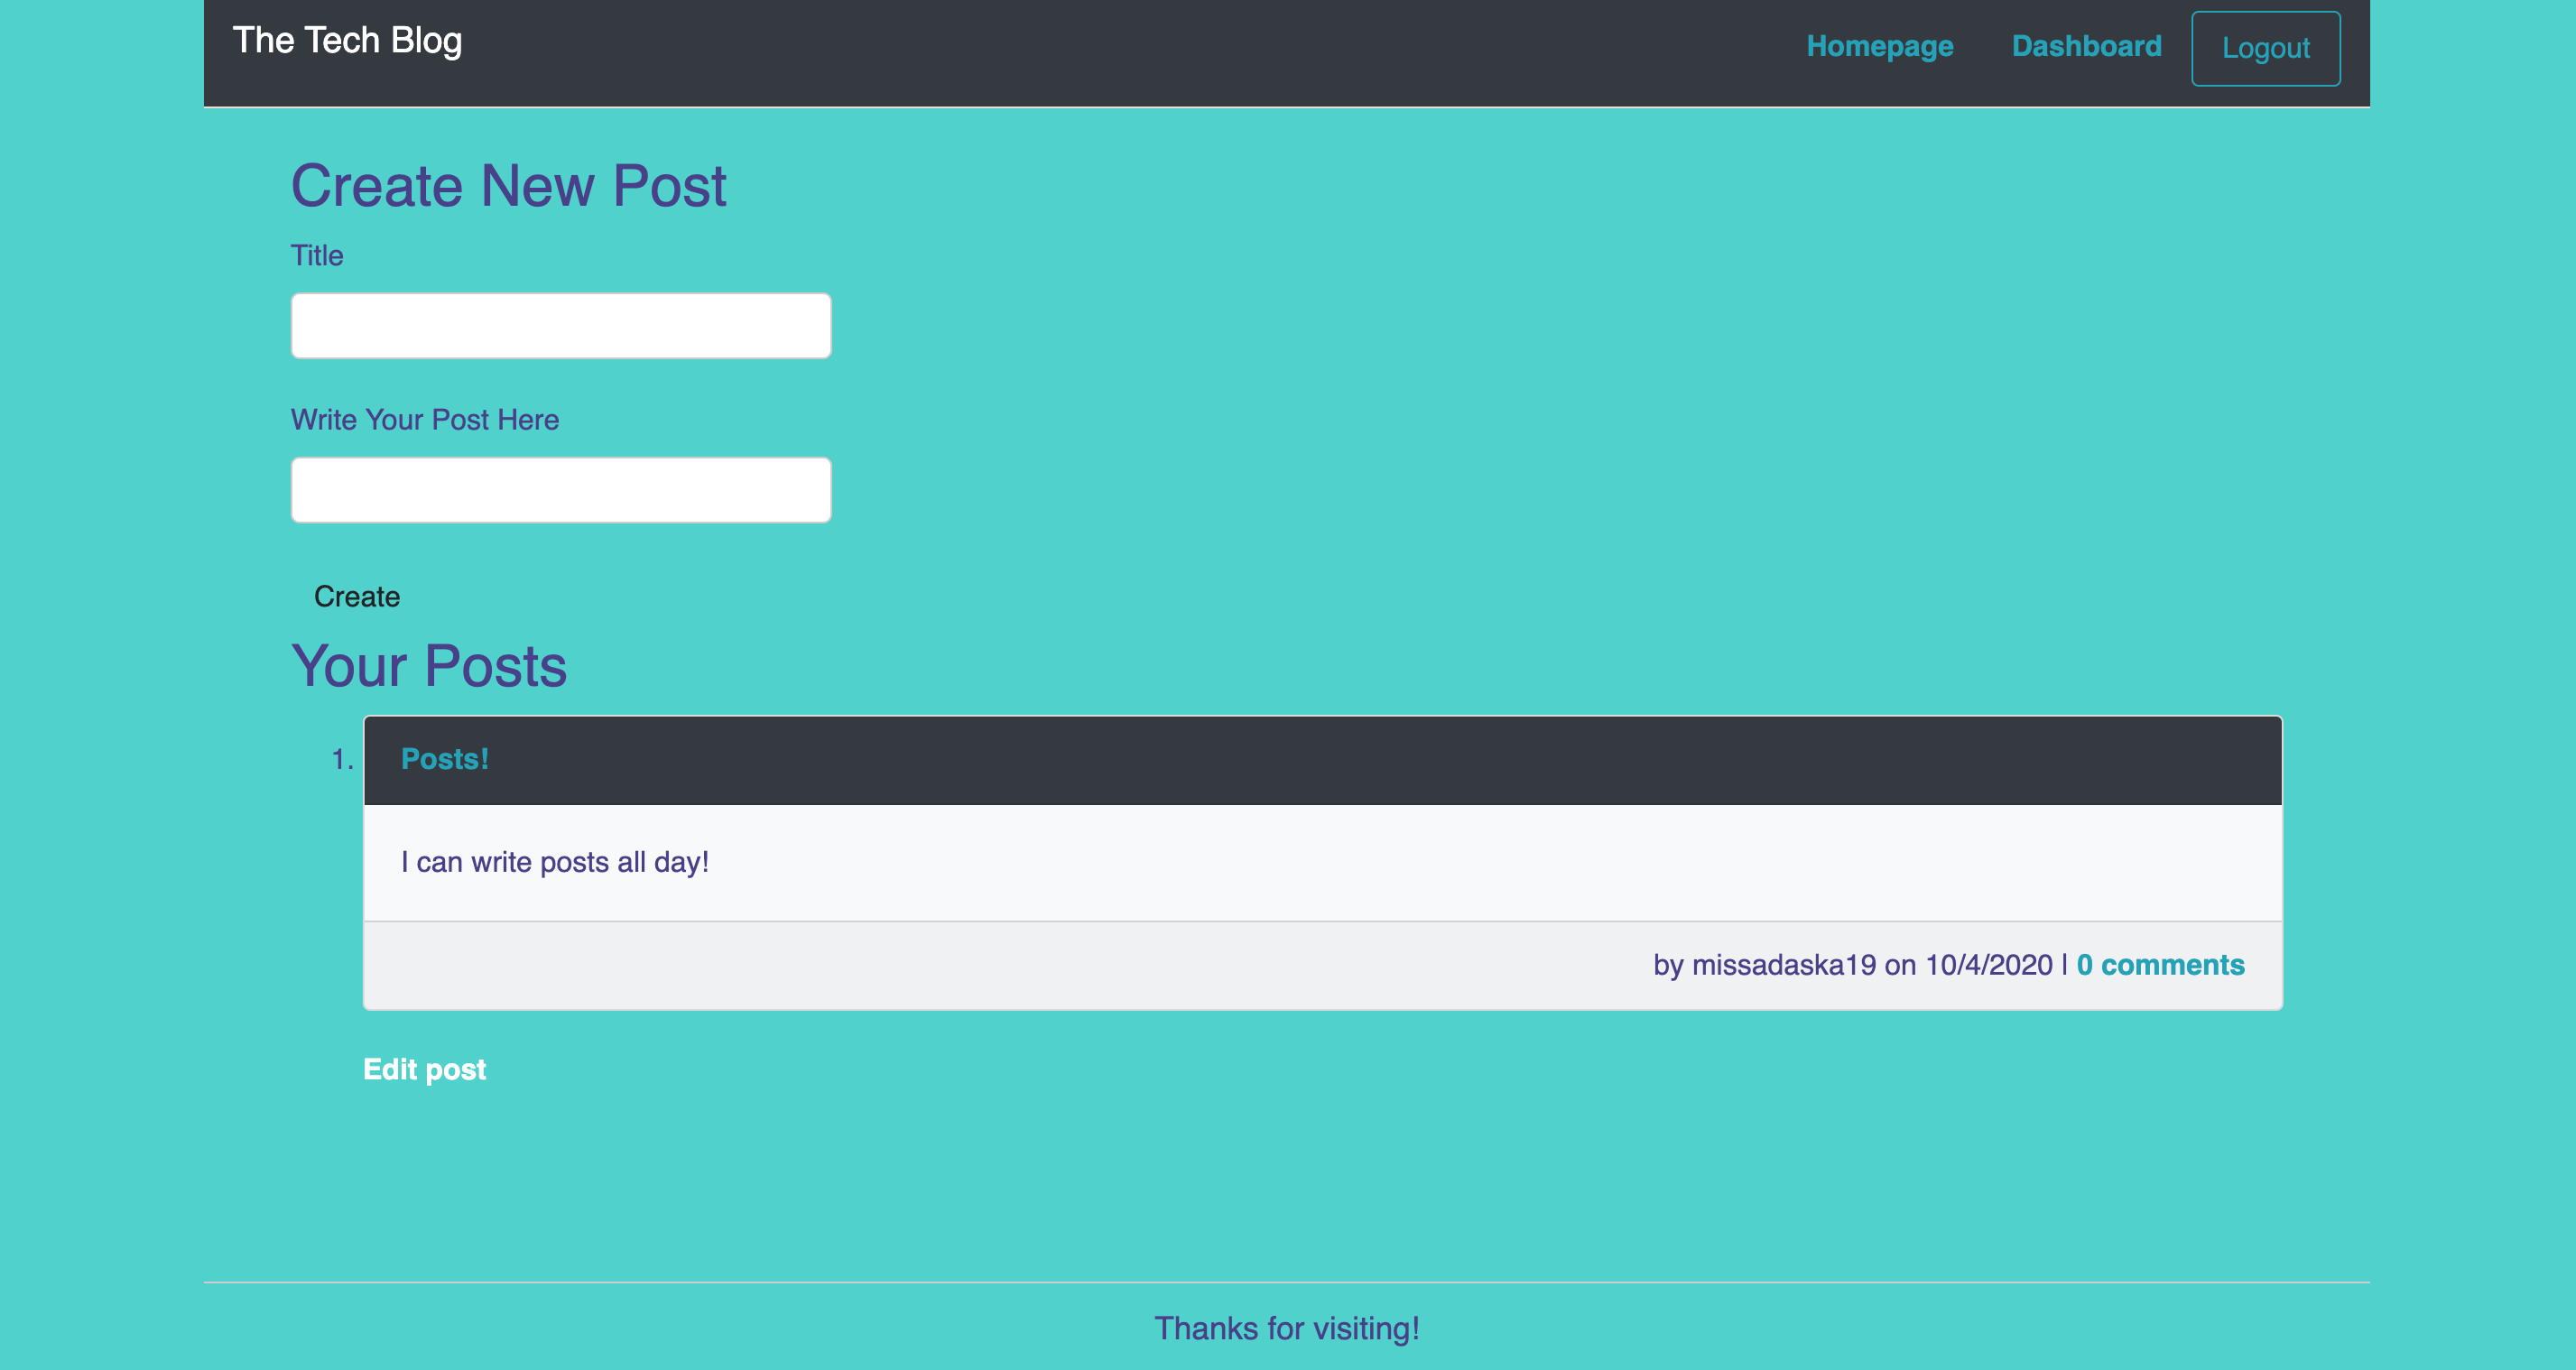 The Tech Blog
Homepage Dashboard Logout
Create New Post
Title
Write Your Post Here
Create
Your Posts
1. Posts!
I can write posts all day!
by missadaska19 on 10/4/2020 | 0 comments
Edit post
Thanks for visiting!